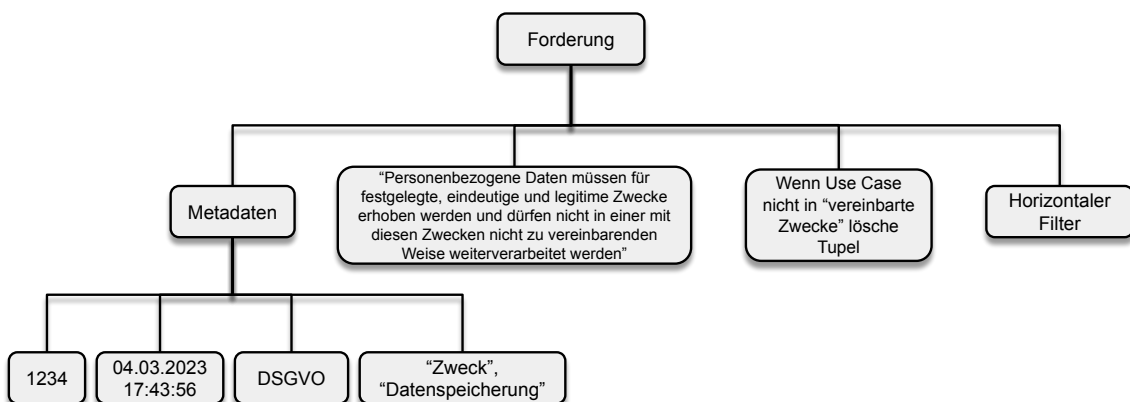 Forderung
Metadaten
“Personenbezogene Daten müssen für
festgelegte, eindeutige und legitime Zwecke
erhoben werden und dürfen nicht in einer mit
diesen Zwecken nicht zu vereinbarenden
Weise weiterverarbeitet werden”
Wenn Use Case
nicht in “vereinbarte
Zwecke” lösche
Tupel
Horizontaler
Filter
1234
04.03.2023
17:43:56
DSGVO
“Zweck”,
“Datenspeicherung”